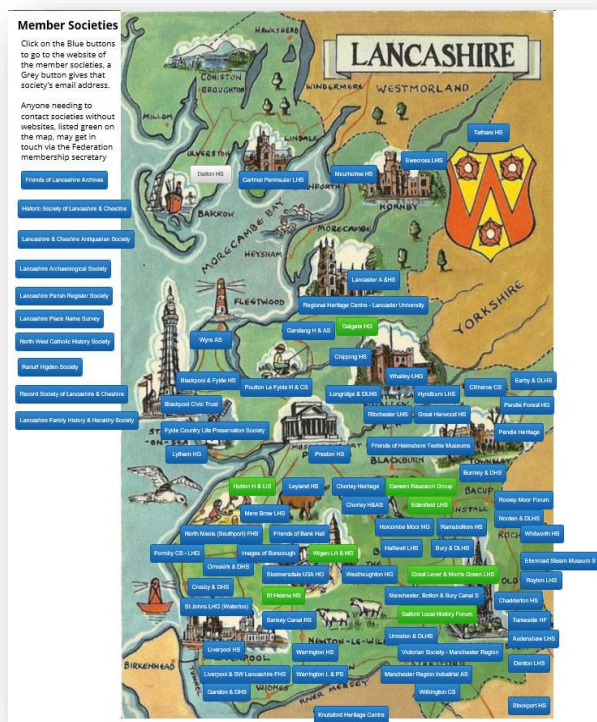 Member Societies
Click on the Blue buttons
to go to the website of
the member societies, a
Grey button gives that
society's email address.
Anyone needing to
contact societies without
websites, listed green on
the map, may get in
touch via the Federation
membership secretary
Friends of Lancashire Archives
Historic Society of Lancashire & Cheshire
Lancashire & Cheshire Antiquarian Society
Lancashire Archaeological Society
Lancashire Parish Register Society
Lancashire Place Name Survey
North West Catholic History Society
Ranulf Higden Society
Record Society of Lancashire & Cheshire
Lancashire Family History & Heraldry Society
HAWKSHEAD
LANCASHIRE
CONISTON
BROUGHTON
WINDERMERE
WESTMORLAND
MILLOM
LINDALE
ULVERSTON
Tatham HS
Ewecross LHS
Dalton HS
Cartmel Peninsular LHS
Mourholme HS
BARROW
HORNBY
MORECAMBE BAY
MORECAMBE
HEYSHAM
YORKSHIRE
Lancaster A &HS
FLEETWOOD
Regional Heritage Centre - Lancaster University
Garstang H & AS
Galgate HG
Wyre AS
Chipping HS
Whalley LHG
Blackpool & Fylde HS
Poulton Le Fylde H & CS
Longridge & DLHS
Hyndburn LHS
Clitheroe CS
Earby & DLHS
Blackpool Civic Trust
Ribchester LHS
Great Harwood HS
Pendle Forest HG
Fylde Country Life Preservation Society
Pendle Heritage
Lytham HG
Preston HS
Friends of Helmshore Textile Museums
BLACKBURN
TOWNLEY
Burnley & DHS
Hutton H & LIS
Leyland HS
Chorley Heritage
Darwen Research Group
BACUP
Rooley Moor Forum
Chorley H&AS
Edenfield LHS
Mere Brow LHS
Norden & DLHS
North Meols (Southport) FHS
Friends of Bank Hall
Holcombe Moor HG
Ramsbottom HS
Whitworth HS
Formby CS - LHG
Images of Burscough
Wigan LH & HG
Halliwell LHS
Bury & DLHS
Ellenroad Steam Museum S
Ormskirk & DHS
Skelmersdale U3A HG
Westhoughton HG
Great Lever & Morris Green LHS
Royton LHS
Crosby & DHS
St Helens HS
Manchester, Bolton & Bury Canal S
Chadderton HS
St Johns LHG (Waterloo)
Sankey Canal RS
Salford Local History Forum
Tameside HF
Urmston & DLHS
Audenshaw LHS
Liverpool HS
Warrington HS
Victorian Society - Manchester Region
Denton LHS
BIRKENHEAD
Liverpool & SW Lancashire FHS
Warrington L & PS
Manchester Region Industrial AS
Garston & DHS
WIDNES
RIVER MERSEY
Withington CS
Stockport HS
Knutsford Heritage Centre